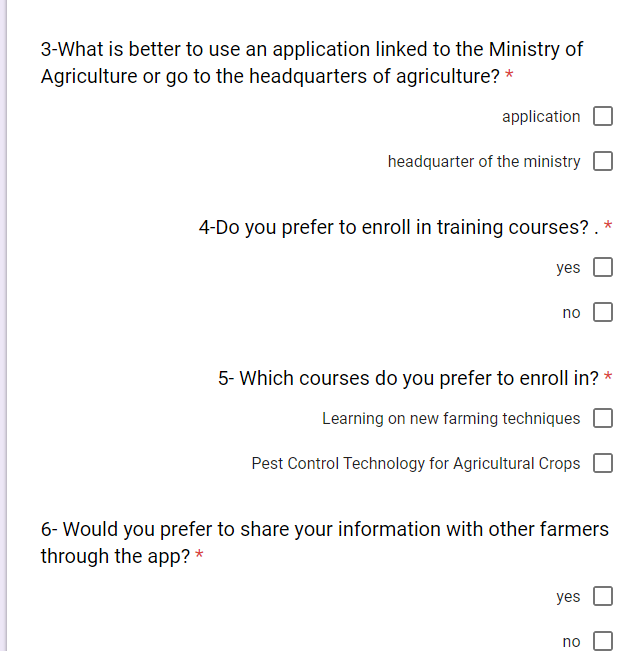 3-What is better to use an application linked to the Ministry of
Agriculture or go to the headquarters of agriculture? *
application
headquarter of the ministry
4-Do you prefer to enroll in training courses? . *
yes
no
5- Which courses do you prefer to enroll in? *
Learning on new farming techniques
Pest Control Technology for Agricultural Crops
6- Would you prefer to share your information with other farmers
through the app? *
yes
no